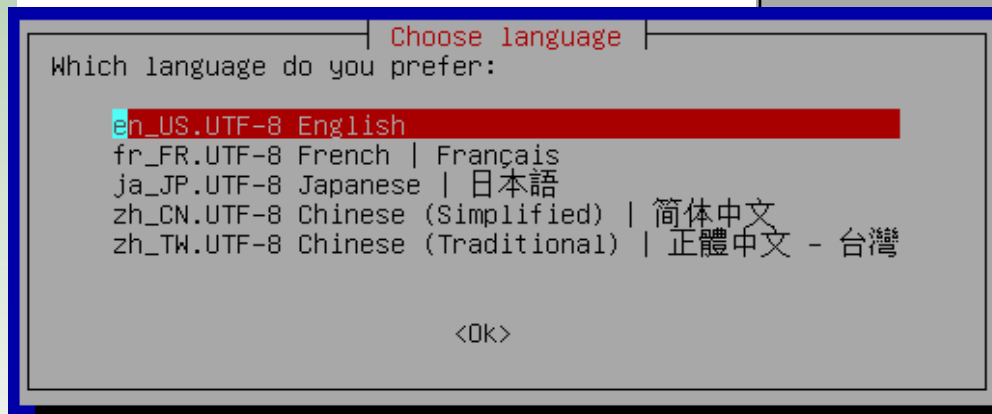 Choose language
Which language do you prefer:
en_US.UTF-8 English
fr_FR.UTF-8 French | Français
ja_JP.UTF-8 Japanese | 日本語
zh_CN.UTF-8 Chinese (Simplified) | 简体中文
zh_TW.UTF-8 Chinese (Traditional) | 正體中文 - 台灣
<Ok>